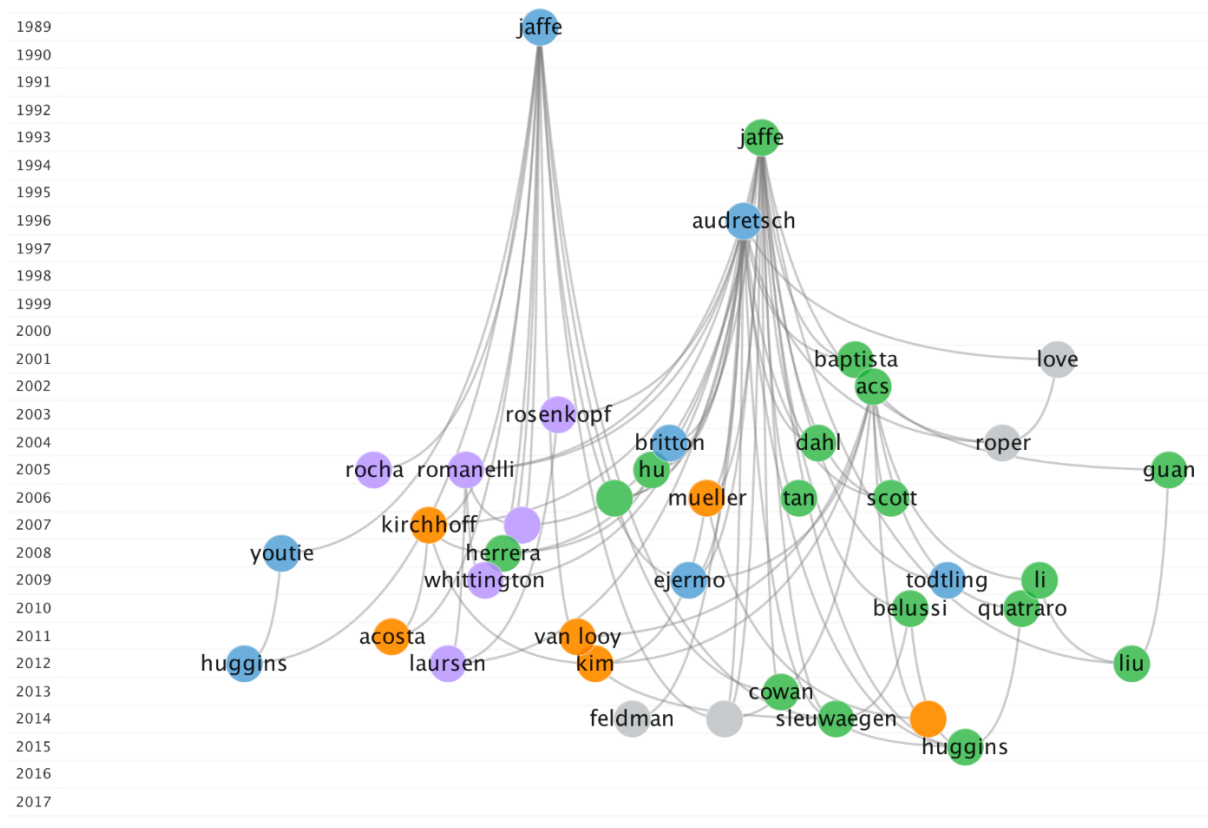 1989 jaffe
1990
1991
1992
1993 jaffe
1994
1995
1996 audretsch
1997
1998
1999
2000
2001 baptista love
2002 acs
2003 rosenkopf
2004 britton dahl roper
2005 rocha romanelli hu guan
2006 mueller tan scott
2007 kirchhoff
2008 youtie herrera
2009 whittington ejermo todtling li
2010 belussi quatraro
2011 acosta van looy
2012 huggins laursen kim liu
2013 cowan
2014 feldman sleuwaegen
2015 huggins
2016
2017